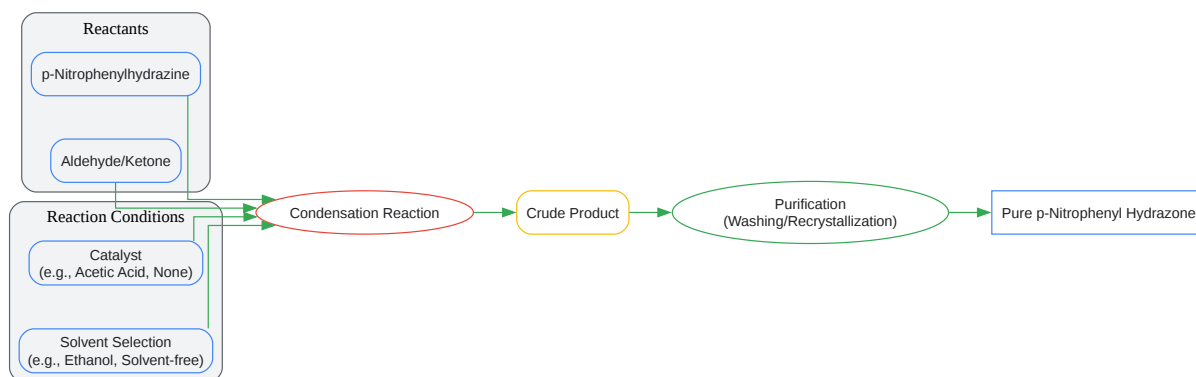 Reactants
p-Nitrophenylhydrazine
Aldehyde/Ketone
Reaction Conditions
Catalyst
(e.g., Acetic Acid, None)
Solvent Selection
(e.g., Ethanol, Solvent-free)
Condensation Reaction
Crude Product
Purification
(Washing/Recrystallization)
Pure p-Nitrophenyl Hydrazone